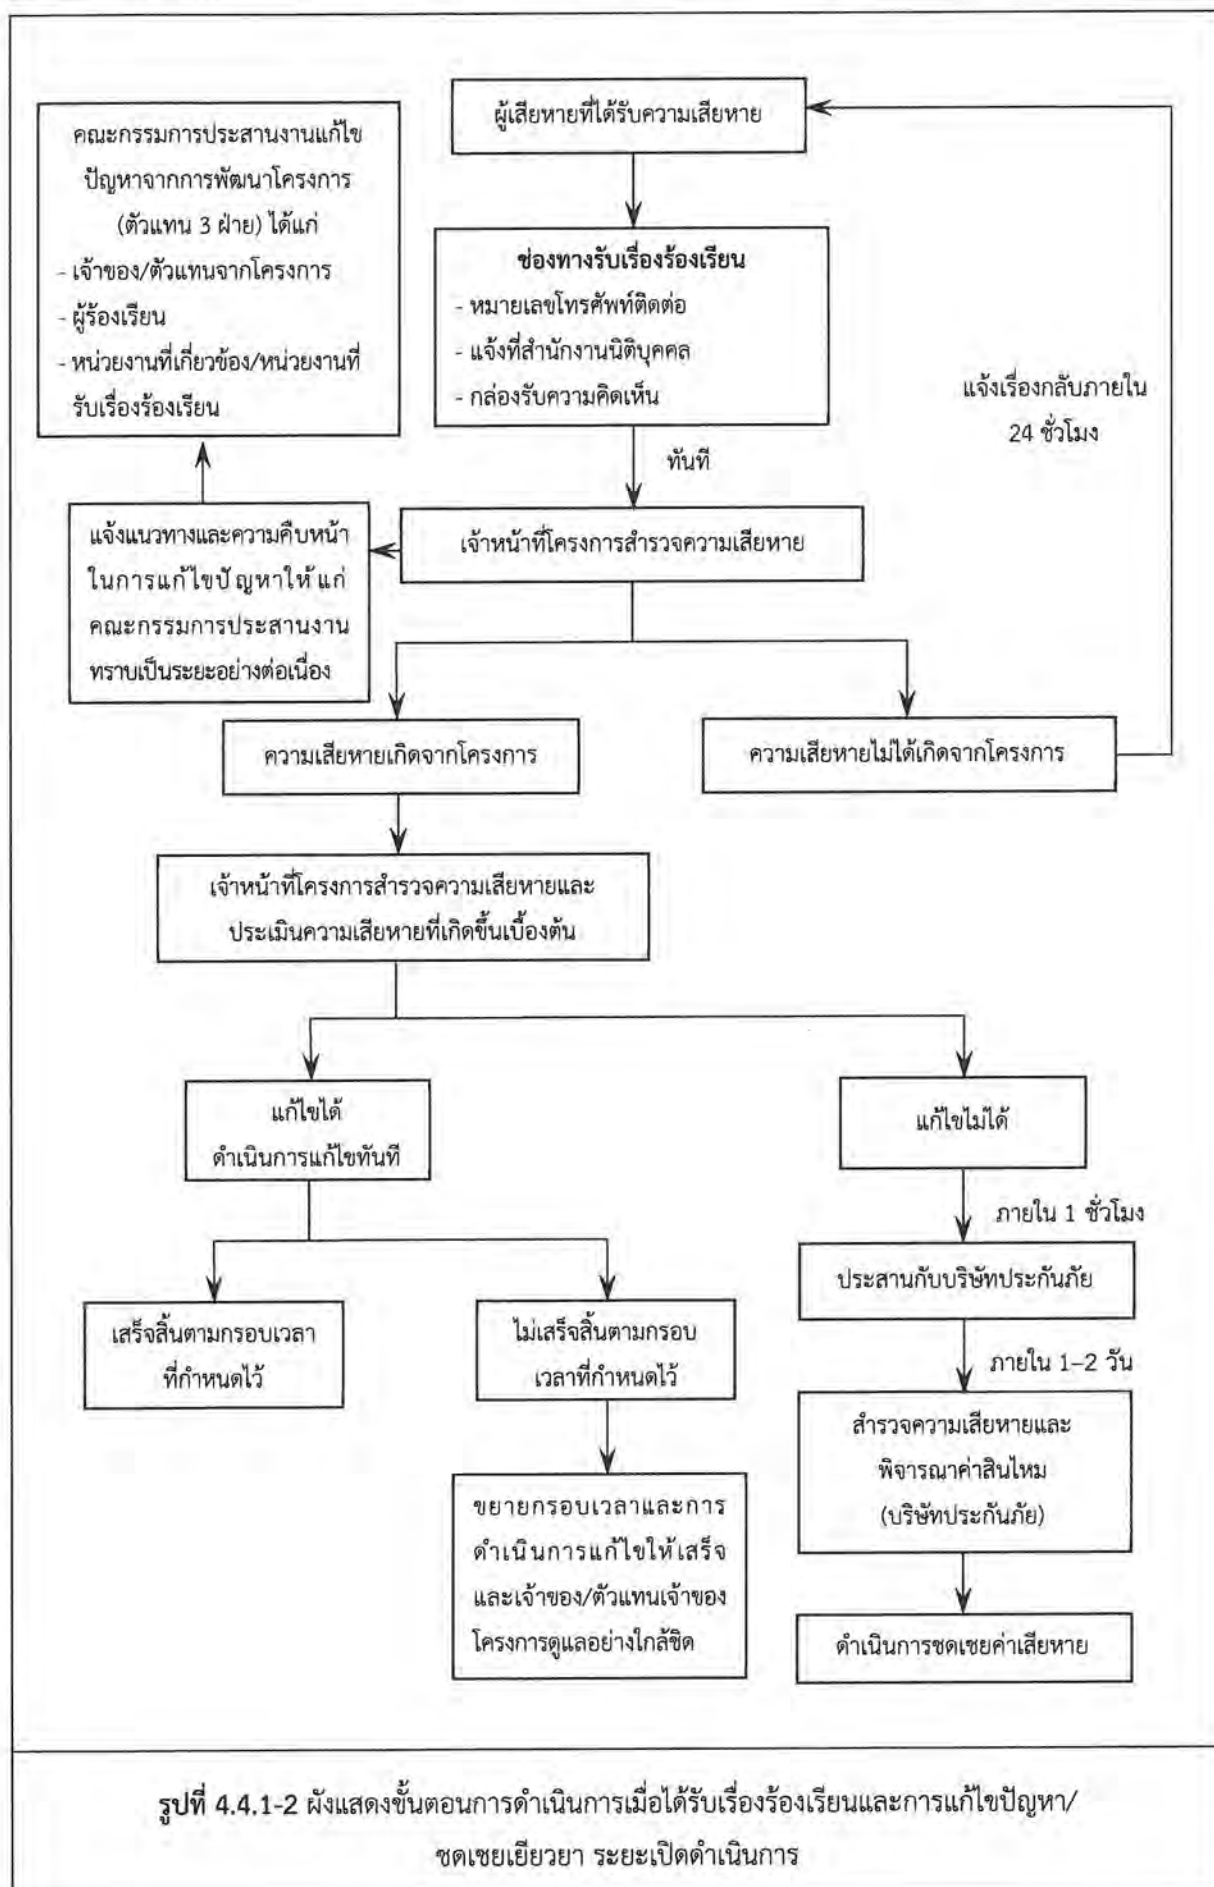 ผู้เสียหายที่ได้รับความเสียหาย
คณะกรรมการประสานงานแก้ไข
ปัญหาจากการพัฒนาโครงการ
(ตัวแทน 3 ฝ่าย) ได้แก่
- เจ้าของ/ตัวแทนจากโครงการ
- ผู้ร้องเรียน
- หน่วยงานที่เกี่ยวข้อง/หน่วยงานที่
รับเรื่องร้องเรียน
ช่องทางรับเรื่องร้องเรียน
- หมายเลขโทรศัพท์ติดต่อ
- แจ้งที่สำนักงานนิติบุคคล
- กล่องรับความคิดเห็น
แจ้งเรื่องกลับภายใน
24 ชั่วโมง
ทันที
เจ้าหน้าที่โครงการสำรวจความเสียหาย
แจ้งแนวทางและความคืบหน้า
ในการแก้ไขปัญหาให้แก่
คณะกรรมการประสานงาน
ทราบเป็นระยะอย่างต่อเนื่อง
ความเสียหายเกิดจากโครงการ
ความเสียหายไม่ได้เกิดจากโครงการ
เจ้าหน้าที่โครงการสำรวจความเสียหายและ
ประเมินความเสียหายที่เกิดขึ้นเบื้องต้น
แก้ไขได้
ดำเนินการแก้ไขทันที
แก้ไขไม่ได้
ภายใน 1 ชั่วโมง
ประสานกับบริษัทประกันภัย
เสร็จสิ้นตามกรอบเวลา
ที่กำหนดไว้
ไม่เสร็จสิ้นตามกรอบ
เวลาที่กำหนดไว้
ภายใน 1–2 วัน
สำรวจความเสียหายและ
พิจารณาค่าสินไหม
(บริษัทประกันภัย)
ขยายกรอบเวลาและการ
ดำเนินการแก้ไขให้เสร็จ
และเจ้าของ/ตัวแทนเจ้าของ
โครงการดูแลอย่างใกล้ชิด
ดำเนินการชดเชยค่าเสียหาย
รูปที่ 4.4.1-2 ผังแสดงขั้นตอนการดำเนินการเมื่อได้รับเรื่องร้องเรียนและการแก้ไขปัญหา/
ชดเชยเยียวยา ระยะเปิดดำเนินการ